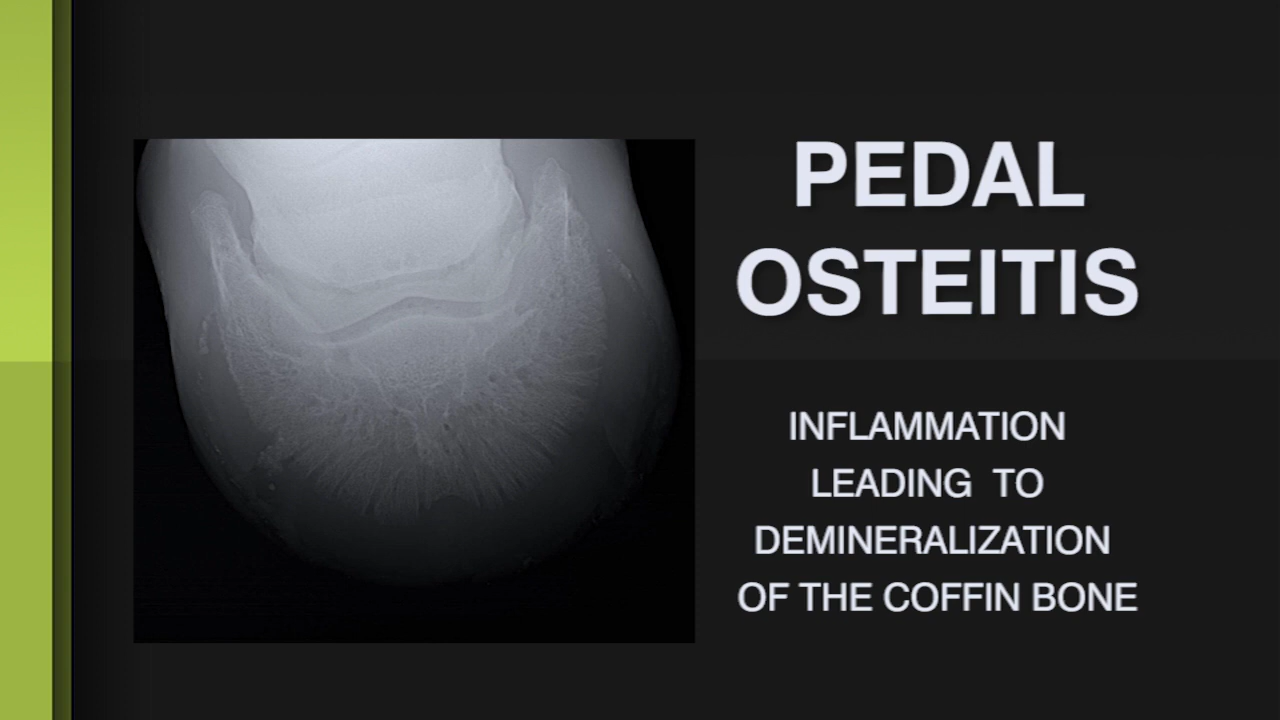 PEDAL
OSTEITIS
INFLAMMATION
LEADING TO
DEMINERALIZATION
OF THE COFFIN BONE